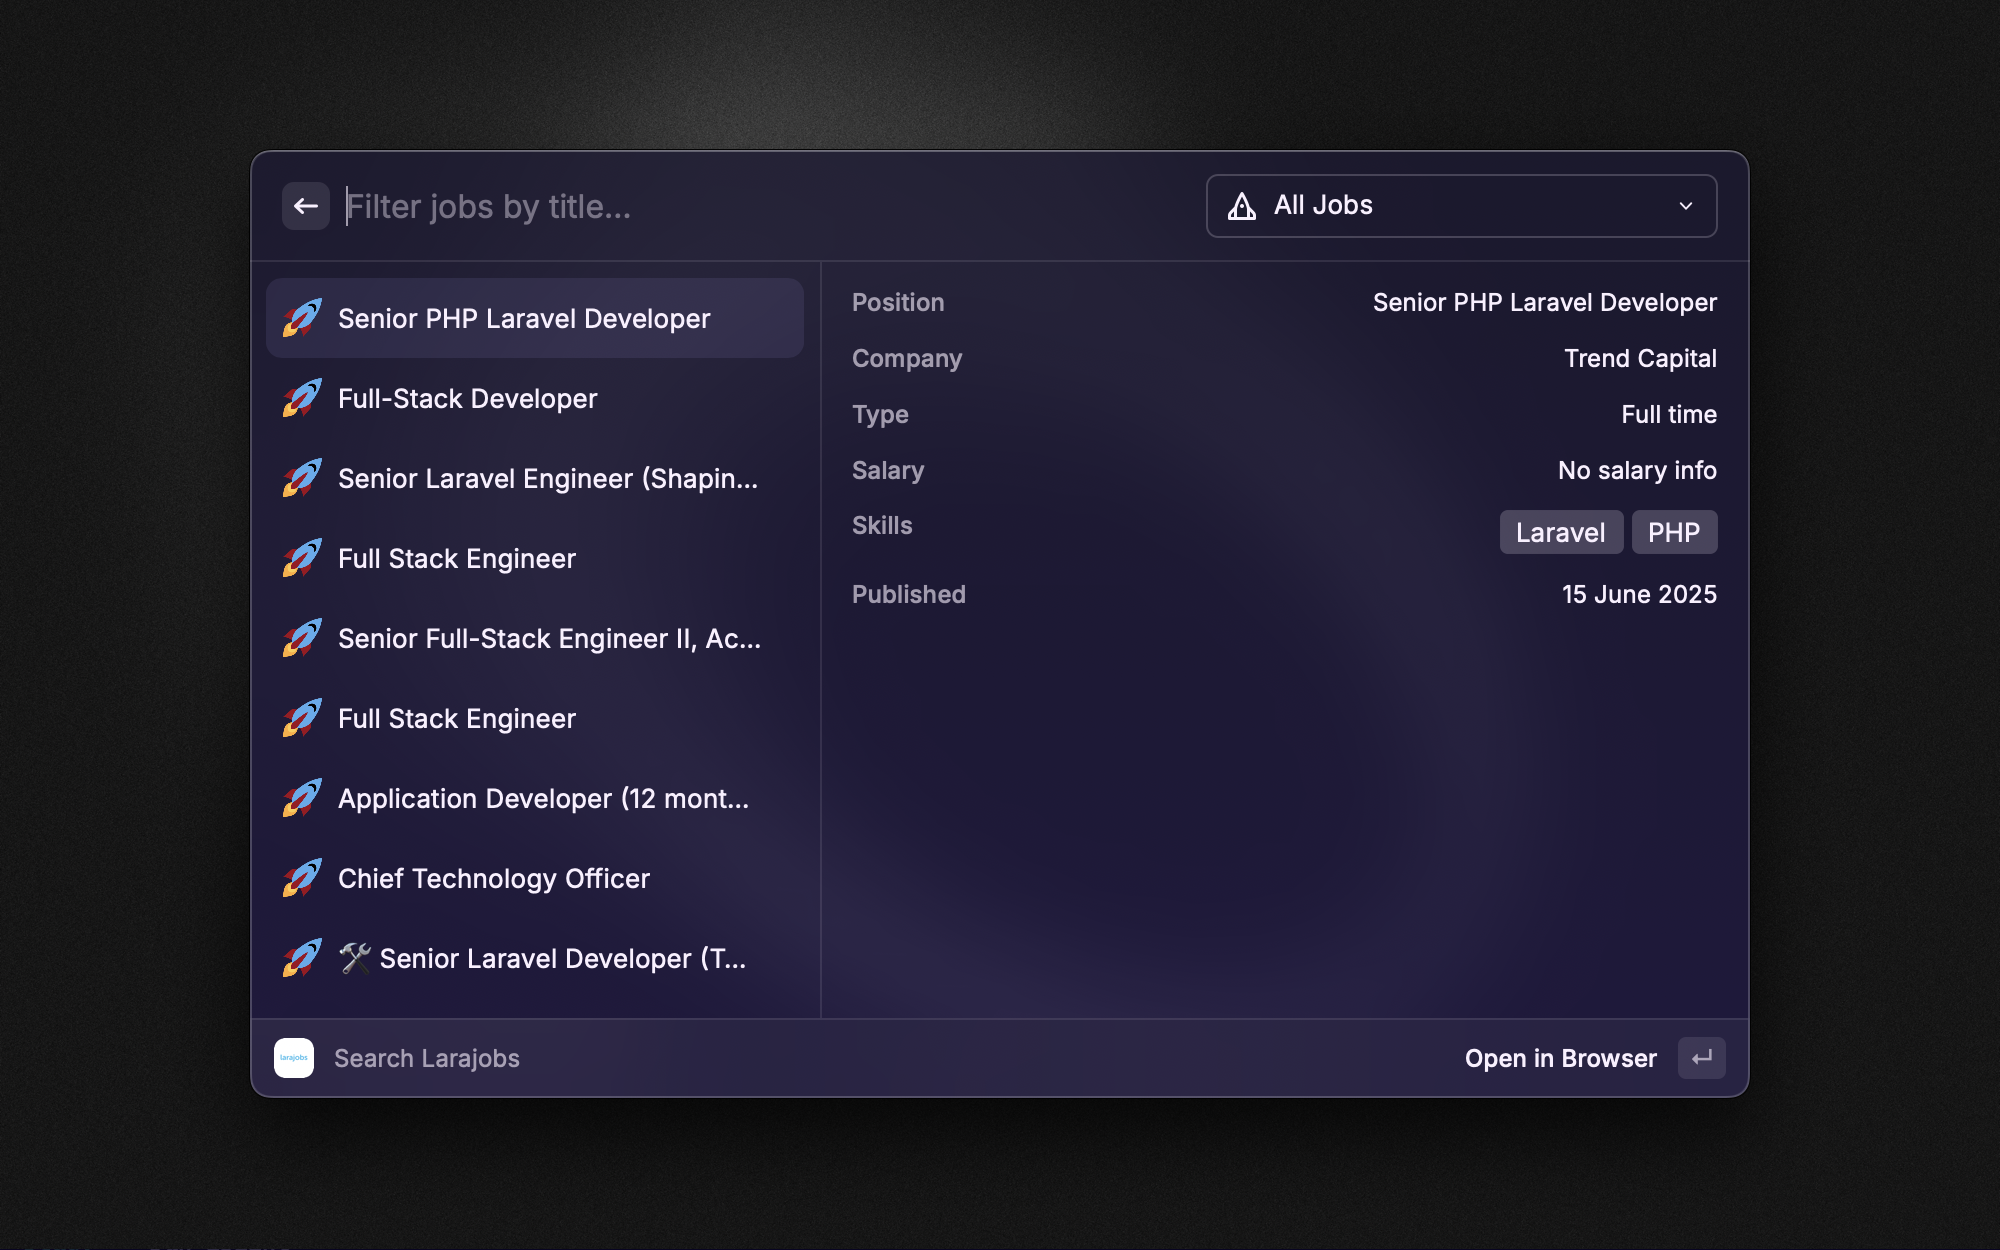 Filter jobs by title...
All Jobs
Senior PHP Laravel Developer
Full-Stack Developer
Senior Laravel Engineer (Shapin...
Full Stack Engineer
Senior Full-Stack Engineer II, Ac...
Full Stack Engineer
Application Developer (12 mont...
Chief Technology Officer
🛠 Senior Laravel Developer (T...
Position Senior PHP Laravel Developer
Company Trend Capital
Type Full time
Salary No salary info
Skills Laravel PHP
Published 15 June 2025
larajobs Search Larajobs
Open in Browser